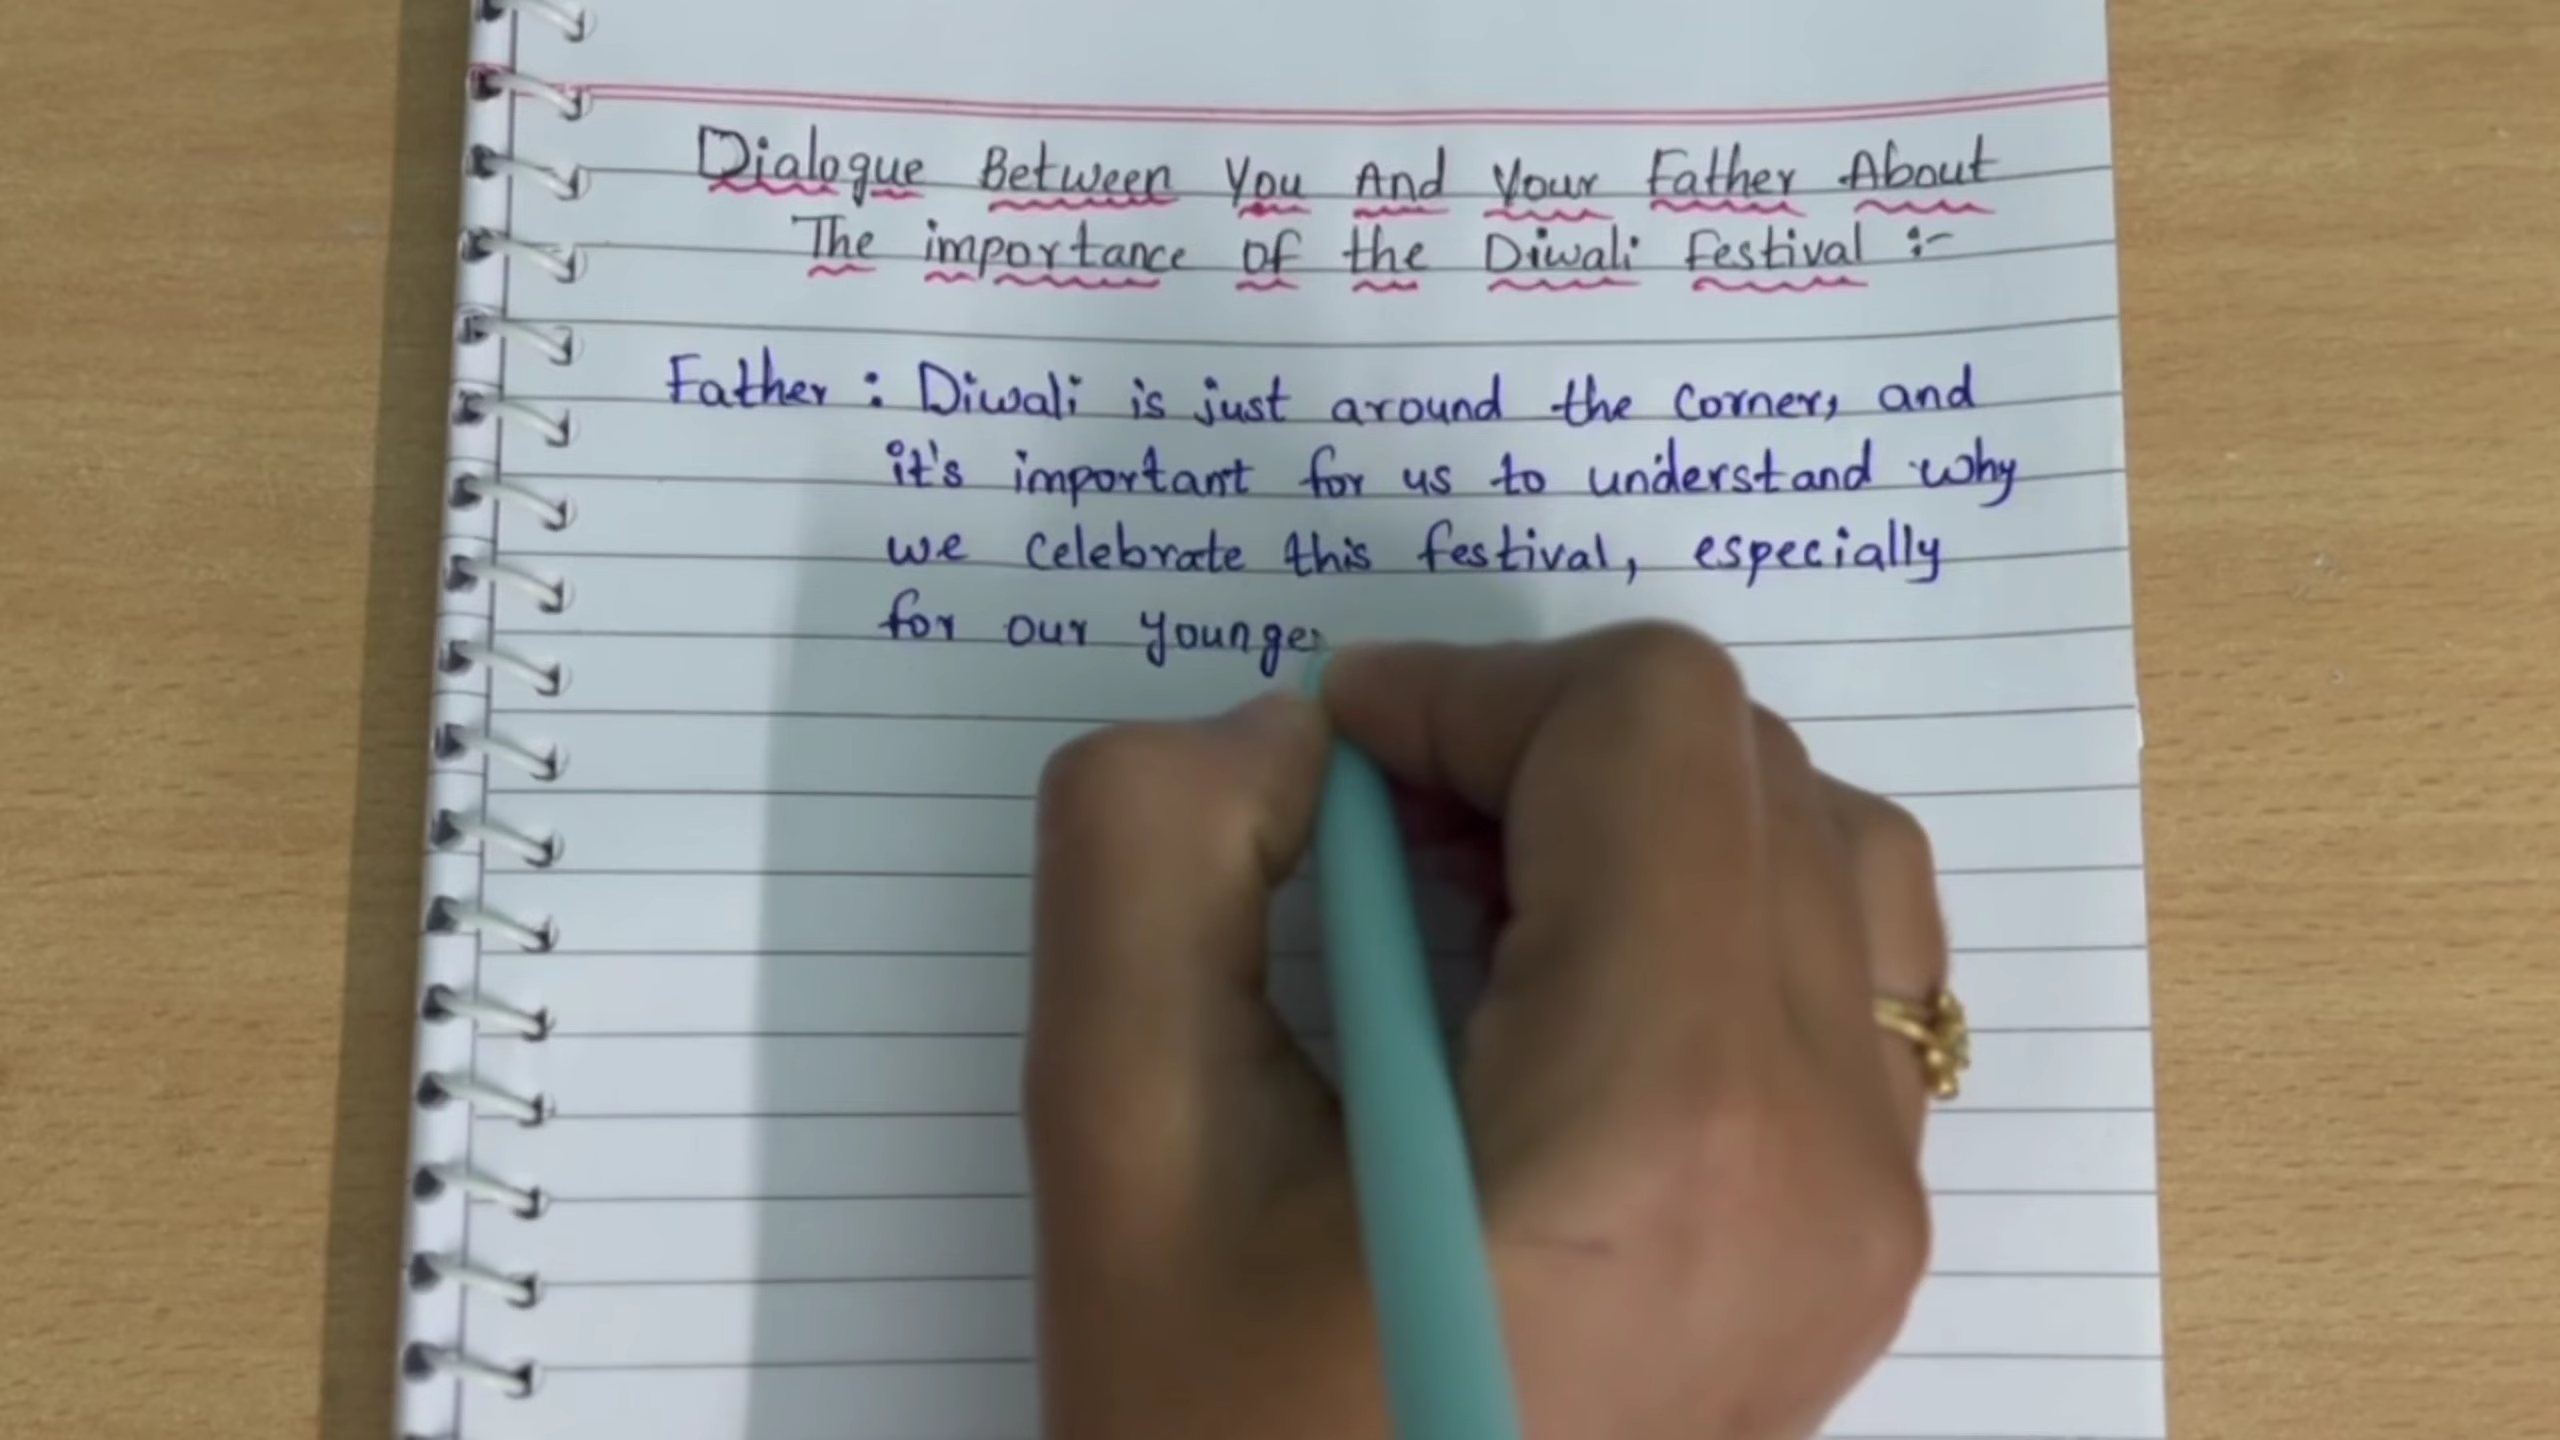 Dialogue Between You And Your Father About
The importance of the Diwali Festival :-
Father : Diwali is just around the corner, and
it's important for us to understand why
we celebrate this festival, especially
for our younger